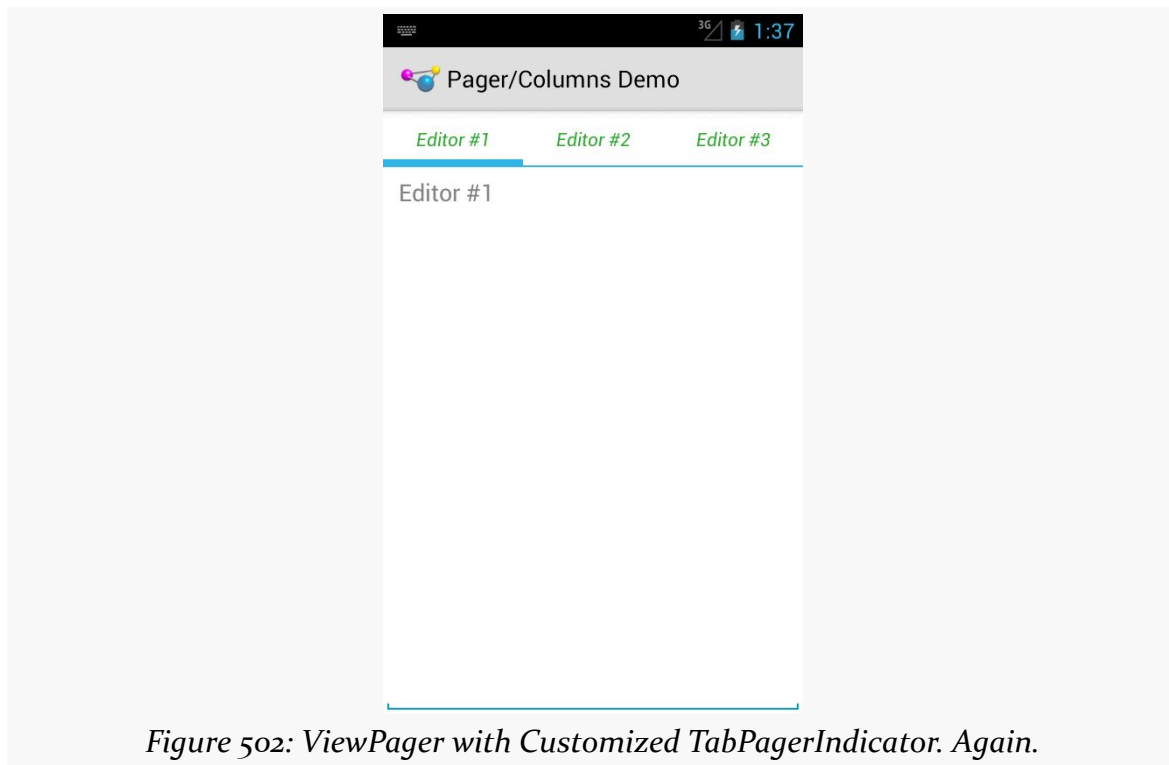 3G 1:37
Pager/Columns Demo
Editor #1 Editor #2 Editor #3
Editor #1
Figure 502: ViewPager with Customized TabPagerIndicator. Again.